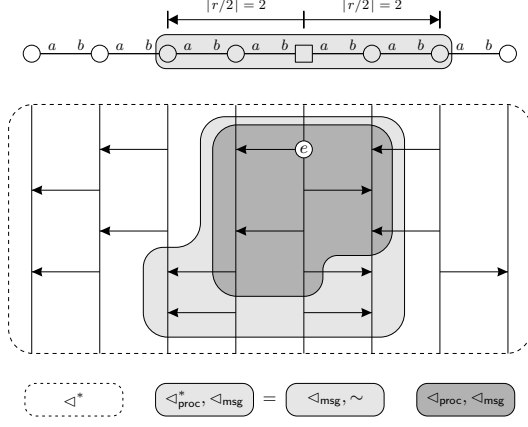 |r/2| = 2 |r/2| = 2
a b a b a b a b a b a b a b
e
◁* ◁*proc, ◁msg = ◁msg, ∼ ◁proc, ◁msg